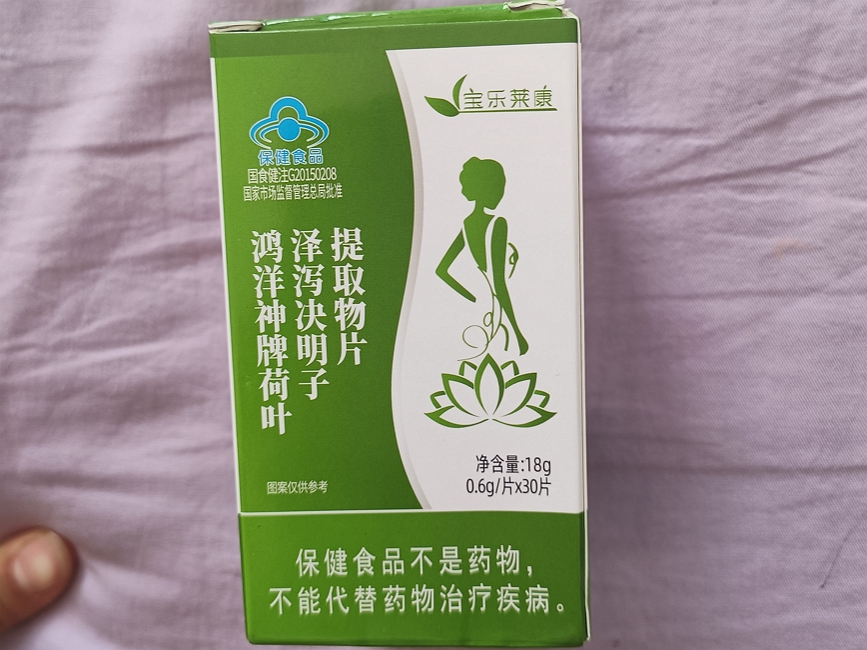 宝乐莱康
保健食品
国食健注G20150208
国家市场监督管理总局批准
鸿洋神牌荷叶
泽泻决明子
提取物片
净含量:18g
0.6g/片x30片
图案仅供参考
保健食品不是药物，
不能代替药物治疗疾病。